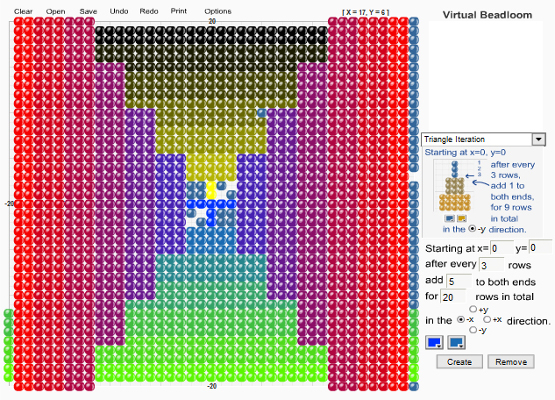 Clear Open Save Undo Redo Print Options [ X = 17, Y = 6 ]
20
-20
-20
Virtual Beadloom
Triangle Iteration
Starting at x=0, y=0
1
2
3
after every
3 rows,
add 1 to
both ends,
for 9 rows
in total
in the -y direction.
Starting at x= 0 y= 0
after every 3 rows
add 5 to both ends
for 20 rows in total
+y
in the -x +x direction.
-y
Create Remove